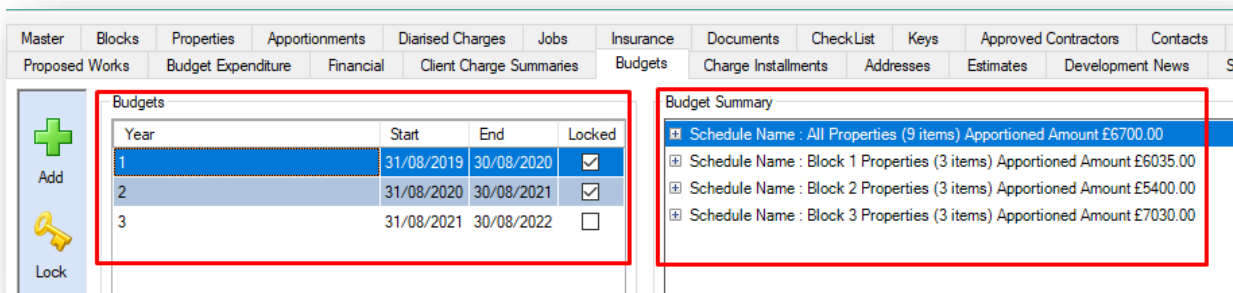 Master Blocks Properties Apportionments Diarised Charges Jobs Insurance Documents CheckList Keys Approved Contractors Contacts
Proposed Works Budget Expenditure Financial Client Charge Summaries Budgets Charge Installments Addresses Estimates Development News S
Add
Lock
Budgets
Year Start End Locked
1 31/08/2019 30/08/2020
2 31/08/2020 30/08/2021
3 31/08/2021 30/08/2022
Budget Summary
Schedule Name : All Properties (9 items) Apportioned Amount £6700.00
Schedule Name : Block 1 Properties (3 items) Apportioned Amount £6035.00
Schedule Name : Block 2 Properties (3 items) Apportioned Amount £5400.00
Schedule Name : Block 3 Properties (3 items) Apportioned Amount £7030.00